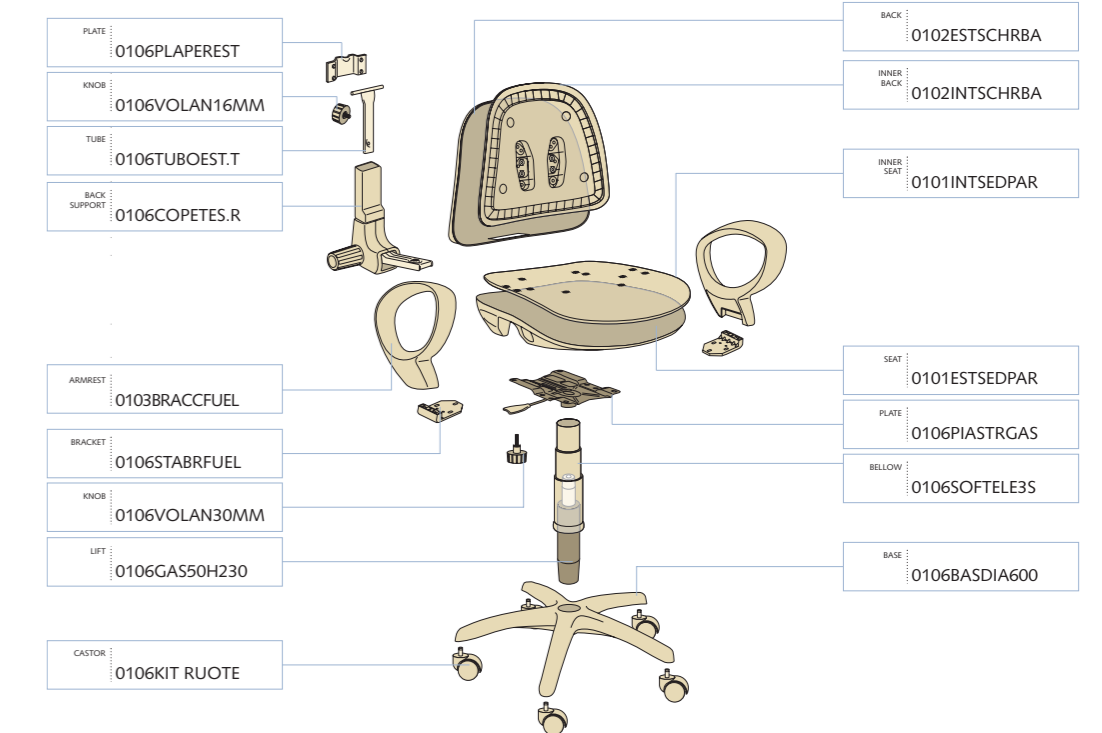 PLATE
0106PLAPEREST
KNOB
0106VOLAN16MM
TUBE
0106TUBOEST.T
BACK
SUPPORT
0106COPETES.R
ARMREST
0103BRACCFUEL
BRACKET
0106STABRFUEL
KNOB
0106VOLAN30MM
LIFT
0106GAS50H230
CASTOR
0106KIT RUOTE
BACK
0102ESTSCHRBA
INNER
BACK
0102INTSCHRBA
INNER
SEAT
0101INTSEDPAR
SEAT
0101ESTSEDPAR
PLATE
0106PIASTRGAS
BELLOW
0106SOFTELE3S
BASE
0106BASDIA600